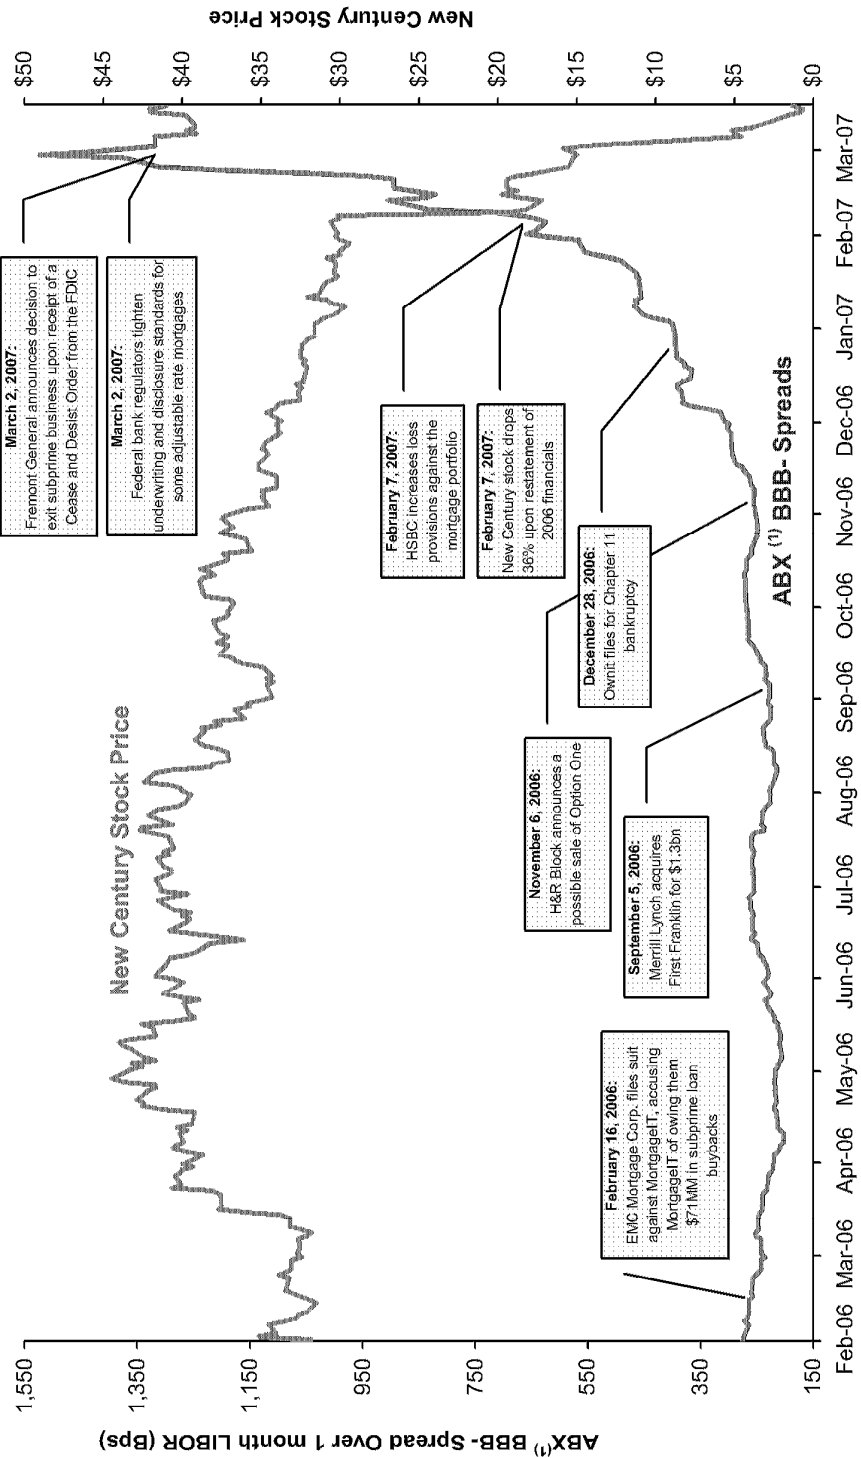 ABX(1) BBB- Spread Over 1 month LIBOR (Bps)
1,550
1,350
1,150
950
750
550
350
150
New Century Stock Price
$50
$45
$40
$35
$30
$25
$20
$15
$10
$5
$0
Feb-06
Mar-06
Apr-06
May-06
Jun-06
Jul-06
Aug-06
Sep-06
Oct-06
Nov-06
Dec-06
Jan-07
Feb-07
Mar-07
New Century Stock Price
ABX (1) BBB- Spreads
February 16, 2006:
EMC Mortgage Corp. files suit
against MortgageIT, accusing
MortgageIT of owing them
$71MM in subprime loan
buybacks
September 5, 2006:
Merrill Lynch acquires
First Franklin for $1.3bn
November 6, 2006:
H&R Block announces a
possible sale of Option One
December 28, 2006:
Ownit files for Chapter 11
bankruptcy
February 7, 2007:
HSBC increases loss
provisions against the
mortgage portfolio
February 7, 2007:
New Century stock drops
36% upon restatement of
2006 financials
March 2, 2007:
Fremont General announces decision to
exit subprime business upon receipt of a
Cease and Desist Order from the FDIC
March 2, 2007:
Federal bank regulators tighten
underwriting and disclosure standards for
some adjustable rate mortgages